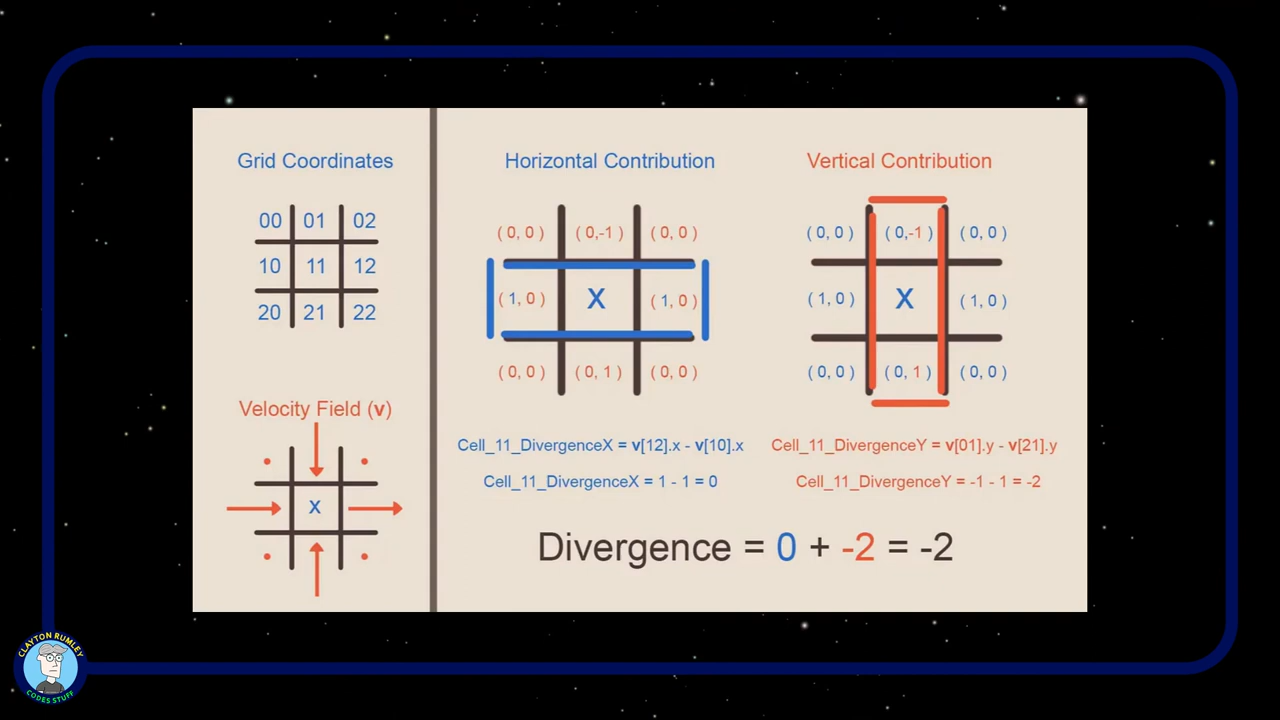 Grid Coordinates
00 01 02
10 11 12
20 21 22
Velocity Field (v)
X
Horizontal Contribution
( 0, 0 ) ( 0,-1 ) ( 0, 0 )
( 1, 0 ) X ( 1, 0 )
( 0, 0 ) ( 0, 1 ) ( 0, 0 )
Cell_11_DivergenceX = v[12].x - v[10].x
Cell_11_DivergenceX = 1 - 1 = 0
Vertical Contribution
( 0, 0 ) ( 0,-1 ) ( 0, 0 )
( 1, 0 ) X ( 1, 0 )
( 0, 0 ) ( 0, 1 ) ( 0, 0 )
Cell_11_DivergenceY = v[01].y - v[21].y
Cell_11_DivergenceY = -1 - 1 = -2
Divergence = 0 + -2 = -2
CLAYTON RUMLEY
CODES STUFF